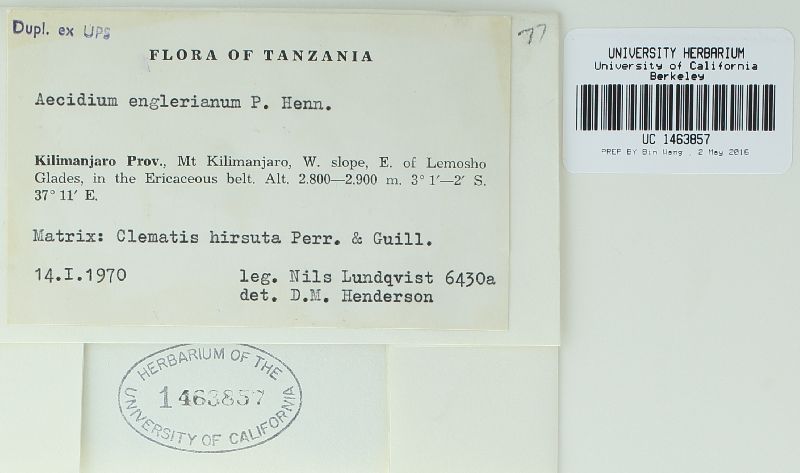 Dupl. ex UPS
77
FLORA OF TANZANIA
Aecidium englerianum P. Henn.
Kilimanjaro Prov., Mt Kilimanjaro, W. slope, E. of Lemosho
Glades, in the Ericaceous belt. Alt. 2.800—2.900 m. 3° 1′—2′ S.
37° 11′ E.
Matrix: Clematis hirsuta Perr. & Guill.
14.I.1970 leg. Nils Lundqvist 6430a
det. D.M. Henderson
UNIVERSITY HERBARIUM
University of California
Berkeley
UC 1463857
PREP BY Bin Wang , 2 May 2016
HERBARIUM OF THE
1463857
UNIVERSITY OF CALIFORNIA